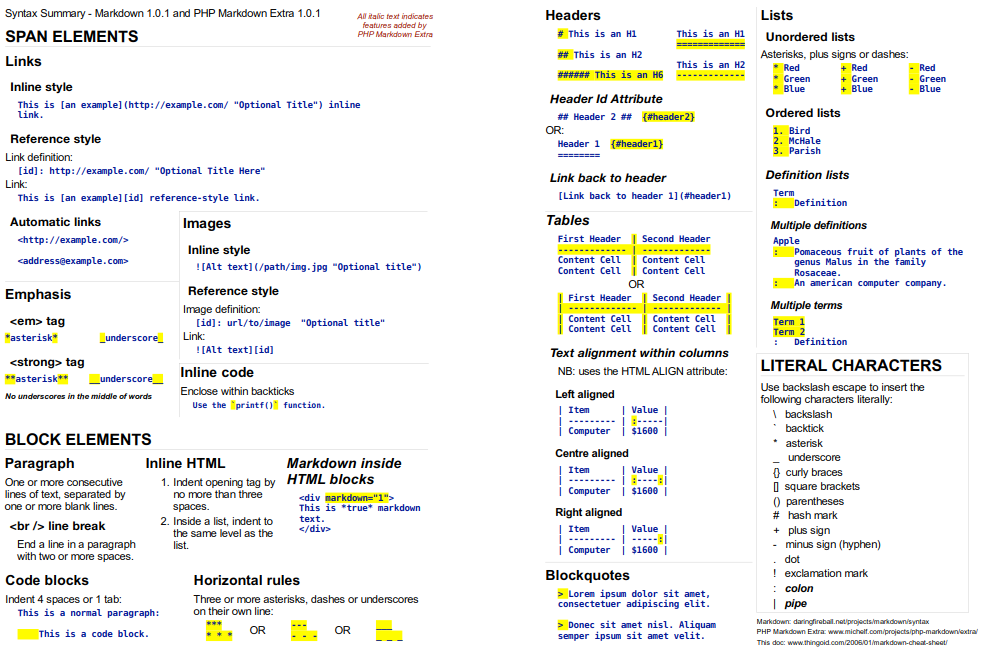 Syntax Summary - Markdown 1.0.1 and PHP Markdown Extra 1.0.1
All italic text indicates
features added by
PHP Markdown Extra
SPAN ELEMENTS
Links
Inline style
This is [an example](http://example.com/ "Optional Title") inline
link.
Reference style
Link definition:
[id]: http://example.com/ "Optional Title Here"
Link:
This is [an example][id] reference-style link.
Automatic links
<http://example.com/>
<address@example.com>
Emphasis
<em> tag
*asterisk* _underscore_
<strong> tag
**asterisk** __underscore__
No underscores in the middle of words
Images
Inline style
![Alt text](/path/img.jpg "Optional title")
Reference style
Image definition:
[id]: url/to/image "Optional title"
Link:
![Alt text][id]
Inline code
Enclose within backticks
Use the `printf()` function.
BLOCK ELEMENTS
Paragraph
One or more consecutive
lines of text, separated by
one or more blank lines.
<br /> line break
End a line in a paragraph
with two or more spaces.
Inline HTML
1. Indent opening tag by
no more than three
spaces.
2. Inside a list, indent to
the same level as the
list.
Markdown inside
HTML blocks
<div markdown="1">
This is *true* markdown
text.
</div>
Code blocks
Indent 4 spaces or 1 tab:
This is a normal paragraph:
This is a code block.
Horizontal rules
Three or more asterisks, dashes or underscores
on their own line:
*** --- ___
* * * OR - - - OR _ _ _
Headers
# This is an H1
## This is an H2
###### This is an H6
This is an H1
=============
This is an H2
-------------
Header Id Attribute
## Header 2 ## {#header2}
OR:
Header 1 {#header1}
========
Link back to header
[Link back to header 1](#header1)
Tables
First Header | Second Header
------------- | -------------
Content Cell | Content Cell
Content Cell | Content Cell
OR
| First Header | Second Header |
| ------------- | ------------- |
| Content Cell | Content Cell |
| Content Cell | Content Cell |
Text alignment within columns
NB: uses the HTML ALIGN attribute:
Left aligned
| Item | Value |
| --------- | :-----|
| Computer | $1600 |
Centre aligned
| Item | Value |
| --------- | :----:|
| Computer | $1600 |
Right aligned
| Item | Value |
| --------- | -----:|
| Computer | $1600 |
Blockquotes
> Lorem ipsum dolor sit amet,
consectetuer adipiscing elit.
> Donec sit amet nisl. Aliquam
semper ipsum sit amet velit.
Lists
Unordered lists
Asterisks, plus signs or dashes:
* Red + Red - Red
* Green + Green - Green
* Blue + Blue - Blue
Ordered lists
1. Bird
2. McHale
3. Parish
Definition lists
Term
: Definition
Multiple definitions
Apple
: Pomaceous fruit of plants of the
genus Malus in the family
Rosaceae.
: An american computer company.
Multiple terms
Term 1
Term 2
: Definition
LITERAL CHARACTERS
Use backslash escape to insert the
following characters literally:
\ backslash
` backtick
* asterisk
_ underscore
{} curly braces
[] square brackets
() parentheses
# hash mark
+ plus sign
- minus sign (hyphen)
. dot
! exclamation mark
: colon
| pipe
Markdown: daringfireball.net/projects/markdown/syntax
PHP Markdown Extra: www.michelf.com/projects/php-markdown/extra/
This doc: www.thingoid.com/2006/01/markdown-cheat-sheet/